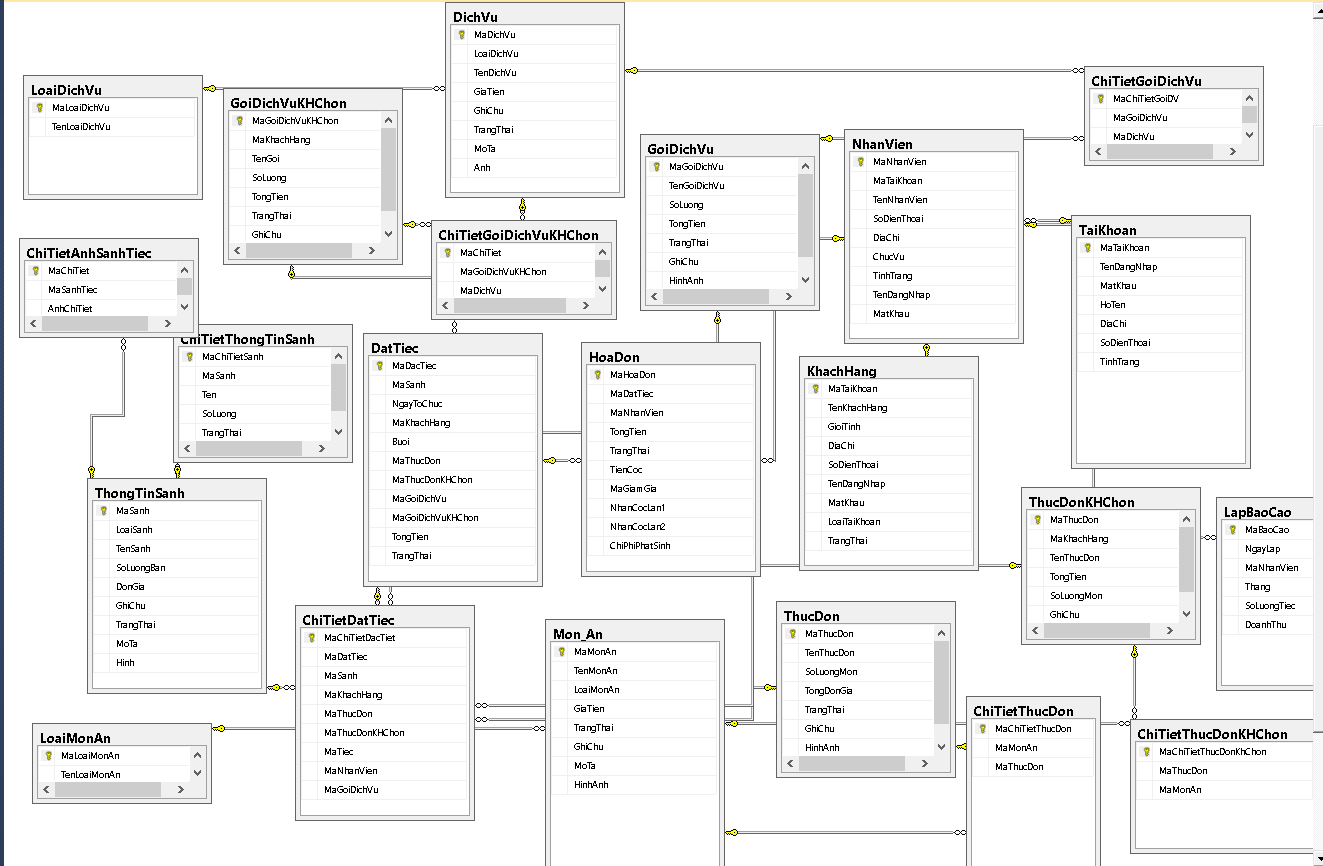 DichVu
MaDichVu
LoaiDichVu
TenDichVu
GiaTien
GhiChu
TrangThai
MoTa
Anh
LoaiDichVu
MaLoaiDichVu
TenLoaiDichVu
GoiDichVuKHChon
MaGoiDichVuKHChon
MaKhachHang
TenGoi
SoLuong
TongTien
TrangThai
GhiChu
ChiTietGoiDichVu
MaChiTietGoiDV
MaGoiDichVu
MaDichVu
GoiDichVu
MaGoiDichVu
TenGoiDichVu
SoLuong
TongTien
TrangThai
GhiChu
HinhAnh
NhanVien
MaNhanVien
MaTaiKhoan
TenNhanVien
SoDienThoai
DiaChi
ChucVu
TinhTrang
TenDangNhap
MatKhau
TaiKhoan
MaTaiKhoan
TenDangNhap
MatKhau
HoTen
DiaChi
SoDienThoai
TinhTrang
ChiTietGoiDichVuKHChon
MaChiTiet
MaGoiDichVuKHChon
MaDichVu
ChiTietAnhSanhTiec
MaChiTiet
MaSanhTiec
AnhChiTiet
ChiTietThongTinSanh
MaChiTietSanh
MaSanh
Ten
SoLuong
TrangThai
DatTiec
MaDacTiec
MaSanh
NgayToChuc
MaKhachHang
Buoi
MaThucDon
MaThucDonKHChon
MaGoiDichVu
MaGoiDichVuKHChon
TongTien
TrangThai
HoaDon
MaHoaDon
MaDatTiec
MaNhanVien
TongTien
TrangThai
TienCoc
MaGiamGia
NhanCocLan1
NhanCocLan2
ChiPhiPhatSinh
KhachHang
MaTaiKhoan
TenKhachHang
GioiTinh
DiaChi
SoDienThoai
TenDangNhap
MatKhau
LoaiTaiKhoan
TrangThai
ThongTinSanh
MaSanh
LoaiSanh
TenSanh
SoLuongBan
DonGia
GhiChu
TrangThai
MoTa
Hinh
ThucDonKHChon
MaThucDon
MaKhachHang
TenThucDon
TongTien
SoLuongMon
GhiChu
LapBaoCao
MaBaoCao
NgayLap
MaNhanVien
Thang
SoLuongTiec
DoanhThu
ChiTietDatTiec
MaChiTietDacTiet
MaDatTiec
MaSanh
MaKhachHang
MaThucDon
MaThucDonKHChon
MaTiec
MaNhanVien
MaGoiDichVu
Mon_An
MaMonAn
TenMonAn
LoaiMonAn
GiaTien
TrangThai
GhiChu
MoTa
HinhAnh
ThucDon
MaThucDon
TenThucDon
SoLuongMon
TongDonGia
TrangThai
GhiChu
HinhAnh
ChiTietThucDon
MaChiTietThucDon
MaMonAn
MaThucDon
ChiTietThucDonKHChon
MaChiTietThucDonKHChon
MaThucDon
MaMonAn
LoaiMonAn
MaLoaiMonAn
TenLoaiMonAn